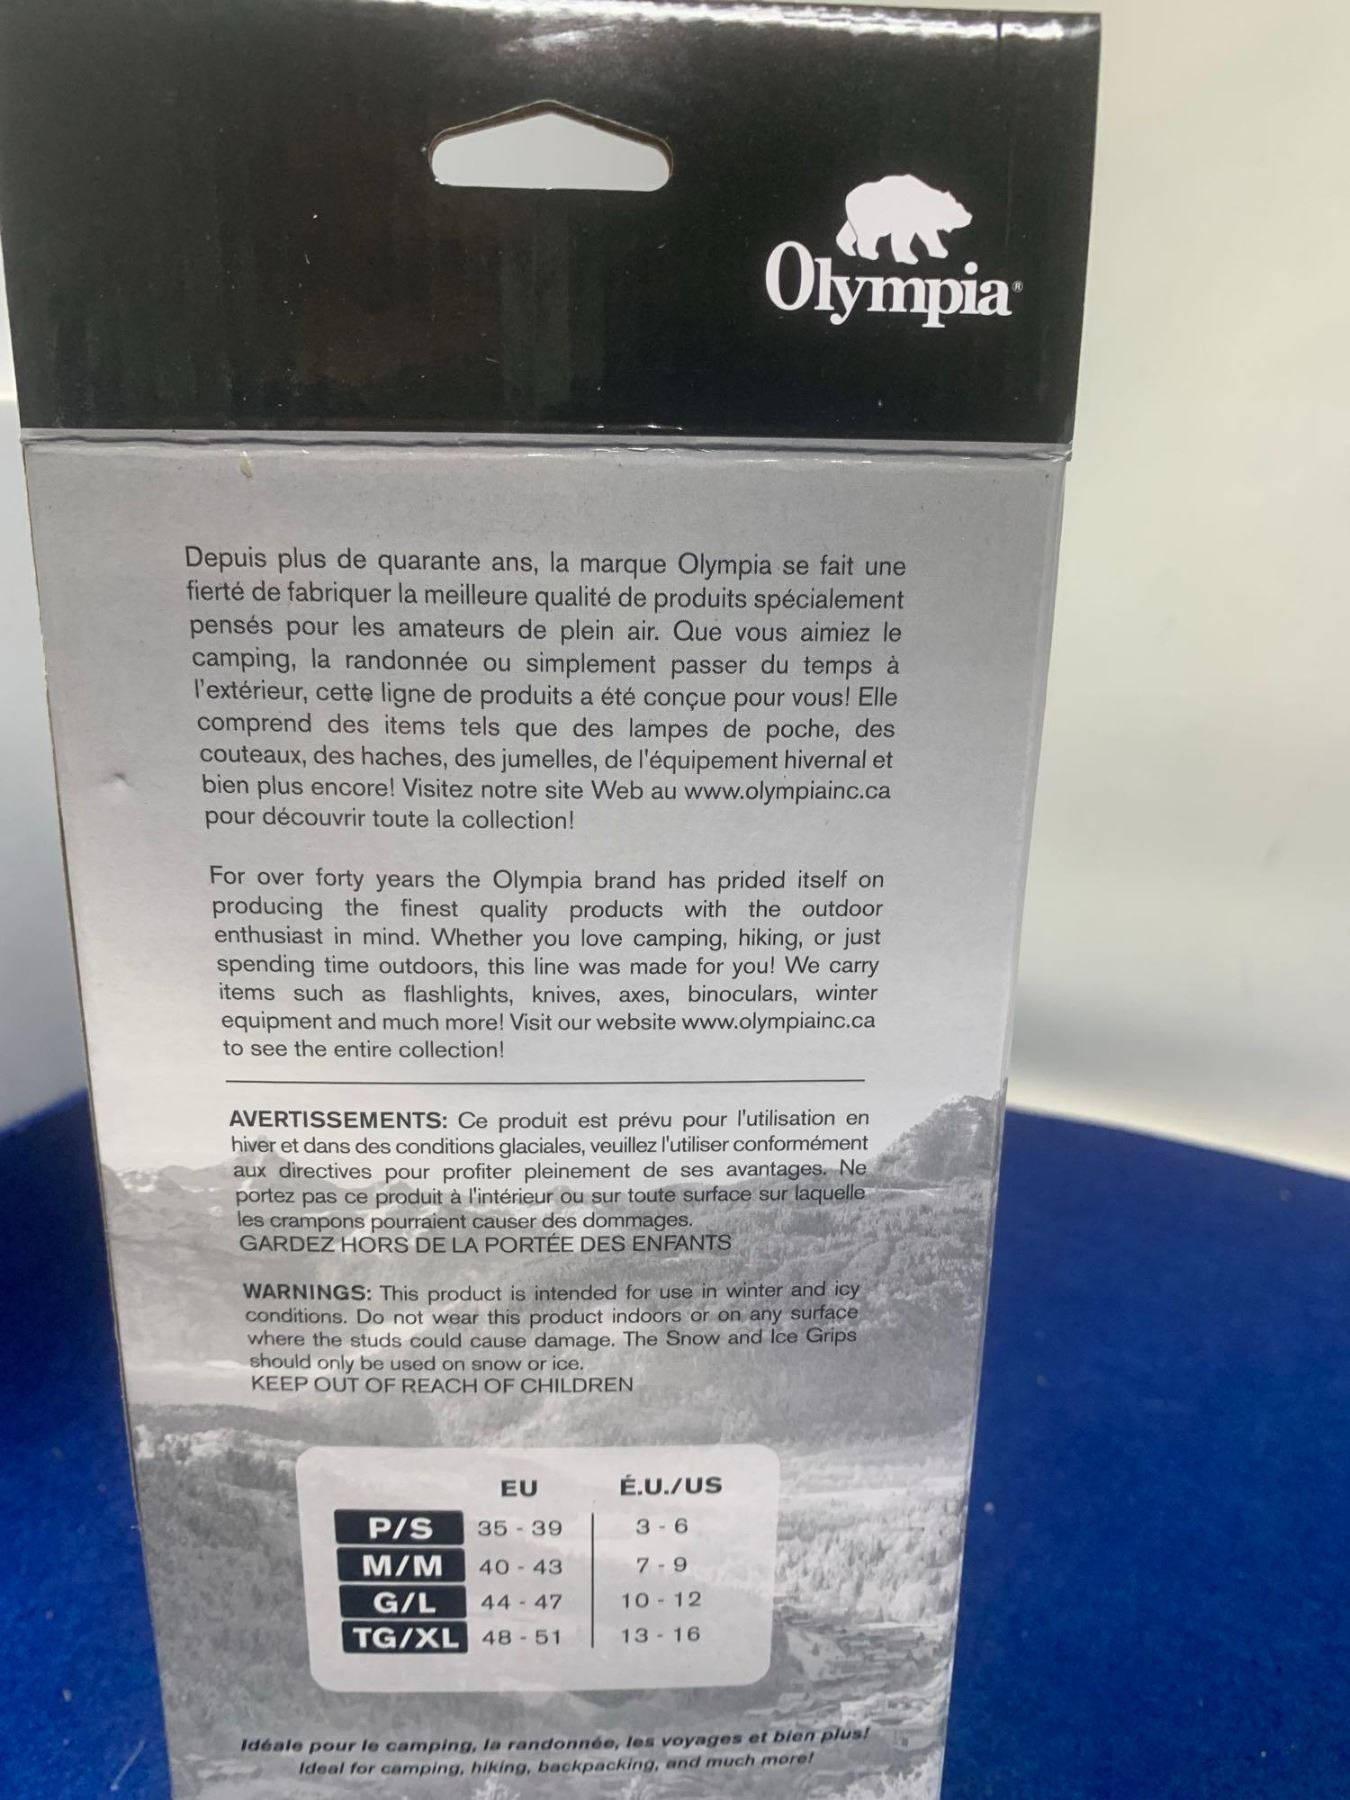 Olympia®
Depuis plus de quarante ans, la marque Olympia se fait une
fierté de fabriquer la meilleure qualité de produits spécialement
pensés pour les amateurs de plein air. Que vous aimiez le
camping, la randonnée ou simplement passer du temps à
l'extérieur, cette ligne de produits a été conçue pour vous! Elle
comprend des items tels que des lampes de poche, des
couteaux, des haches, des jumelles, de l'équipement hivernal et
bien plus encore! Visitez notre site Web au www.olympiainc.ca
pour découvrir toute la collection!
For over forty years the Olympia brand has prided itself on
producing the finest quality products with the outdoor
enthusiast in mind. Whether you love camping, hiking, or just
spending time outdoors, this line was made for you! We carry
items such as flashlights, knives, axes, binoculars, winter
equipment and much more! Visit our website www.olympiainc.ca
to see the entire collection!
AVERTISSEMENTS: Ce produit est prévu pour l'utilisation en
hiver et dans des conditions glaciales, veuillez l'utiliser conformément
aux directives pour profiter pleinement de ses avantages. Ne
portez pas ce produit à l'intérieur ou sur toute surface sur laquelle
les crampons pourraient causer des dommages.
GARDEZ HORS DE LA PORTÉE DES ENFANTS
WARNINGS: This product is intended for use in winter and icy
conditions. Do not wear this product indoors or on any surface
where the studs could cause damage. The Snow and Ice Grips
should only be used on snow or ice.
KEEP OUT OF REACH OF CHILDREN
EU É.U./US
P/S 35 - 39 3 - 6
M/M 40 - 43 7 - 9
G/L 44 - 47 10 - 12
TG/XL 48 - 51 13 - 16
Idéale pour le camping, la randonnée, les voyages et bien plus!
Ideal for camping, hiking, backpacking, and much more!